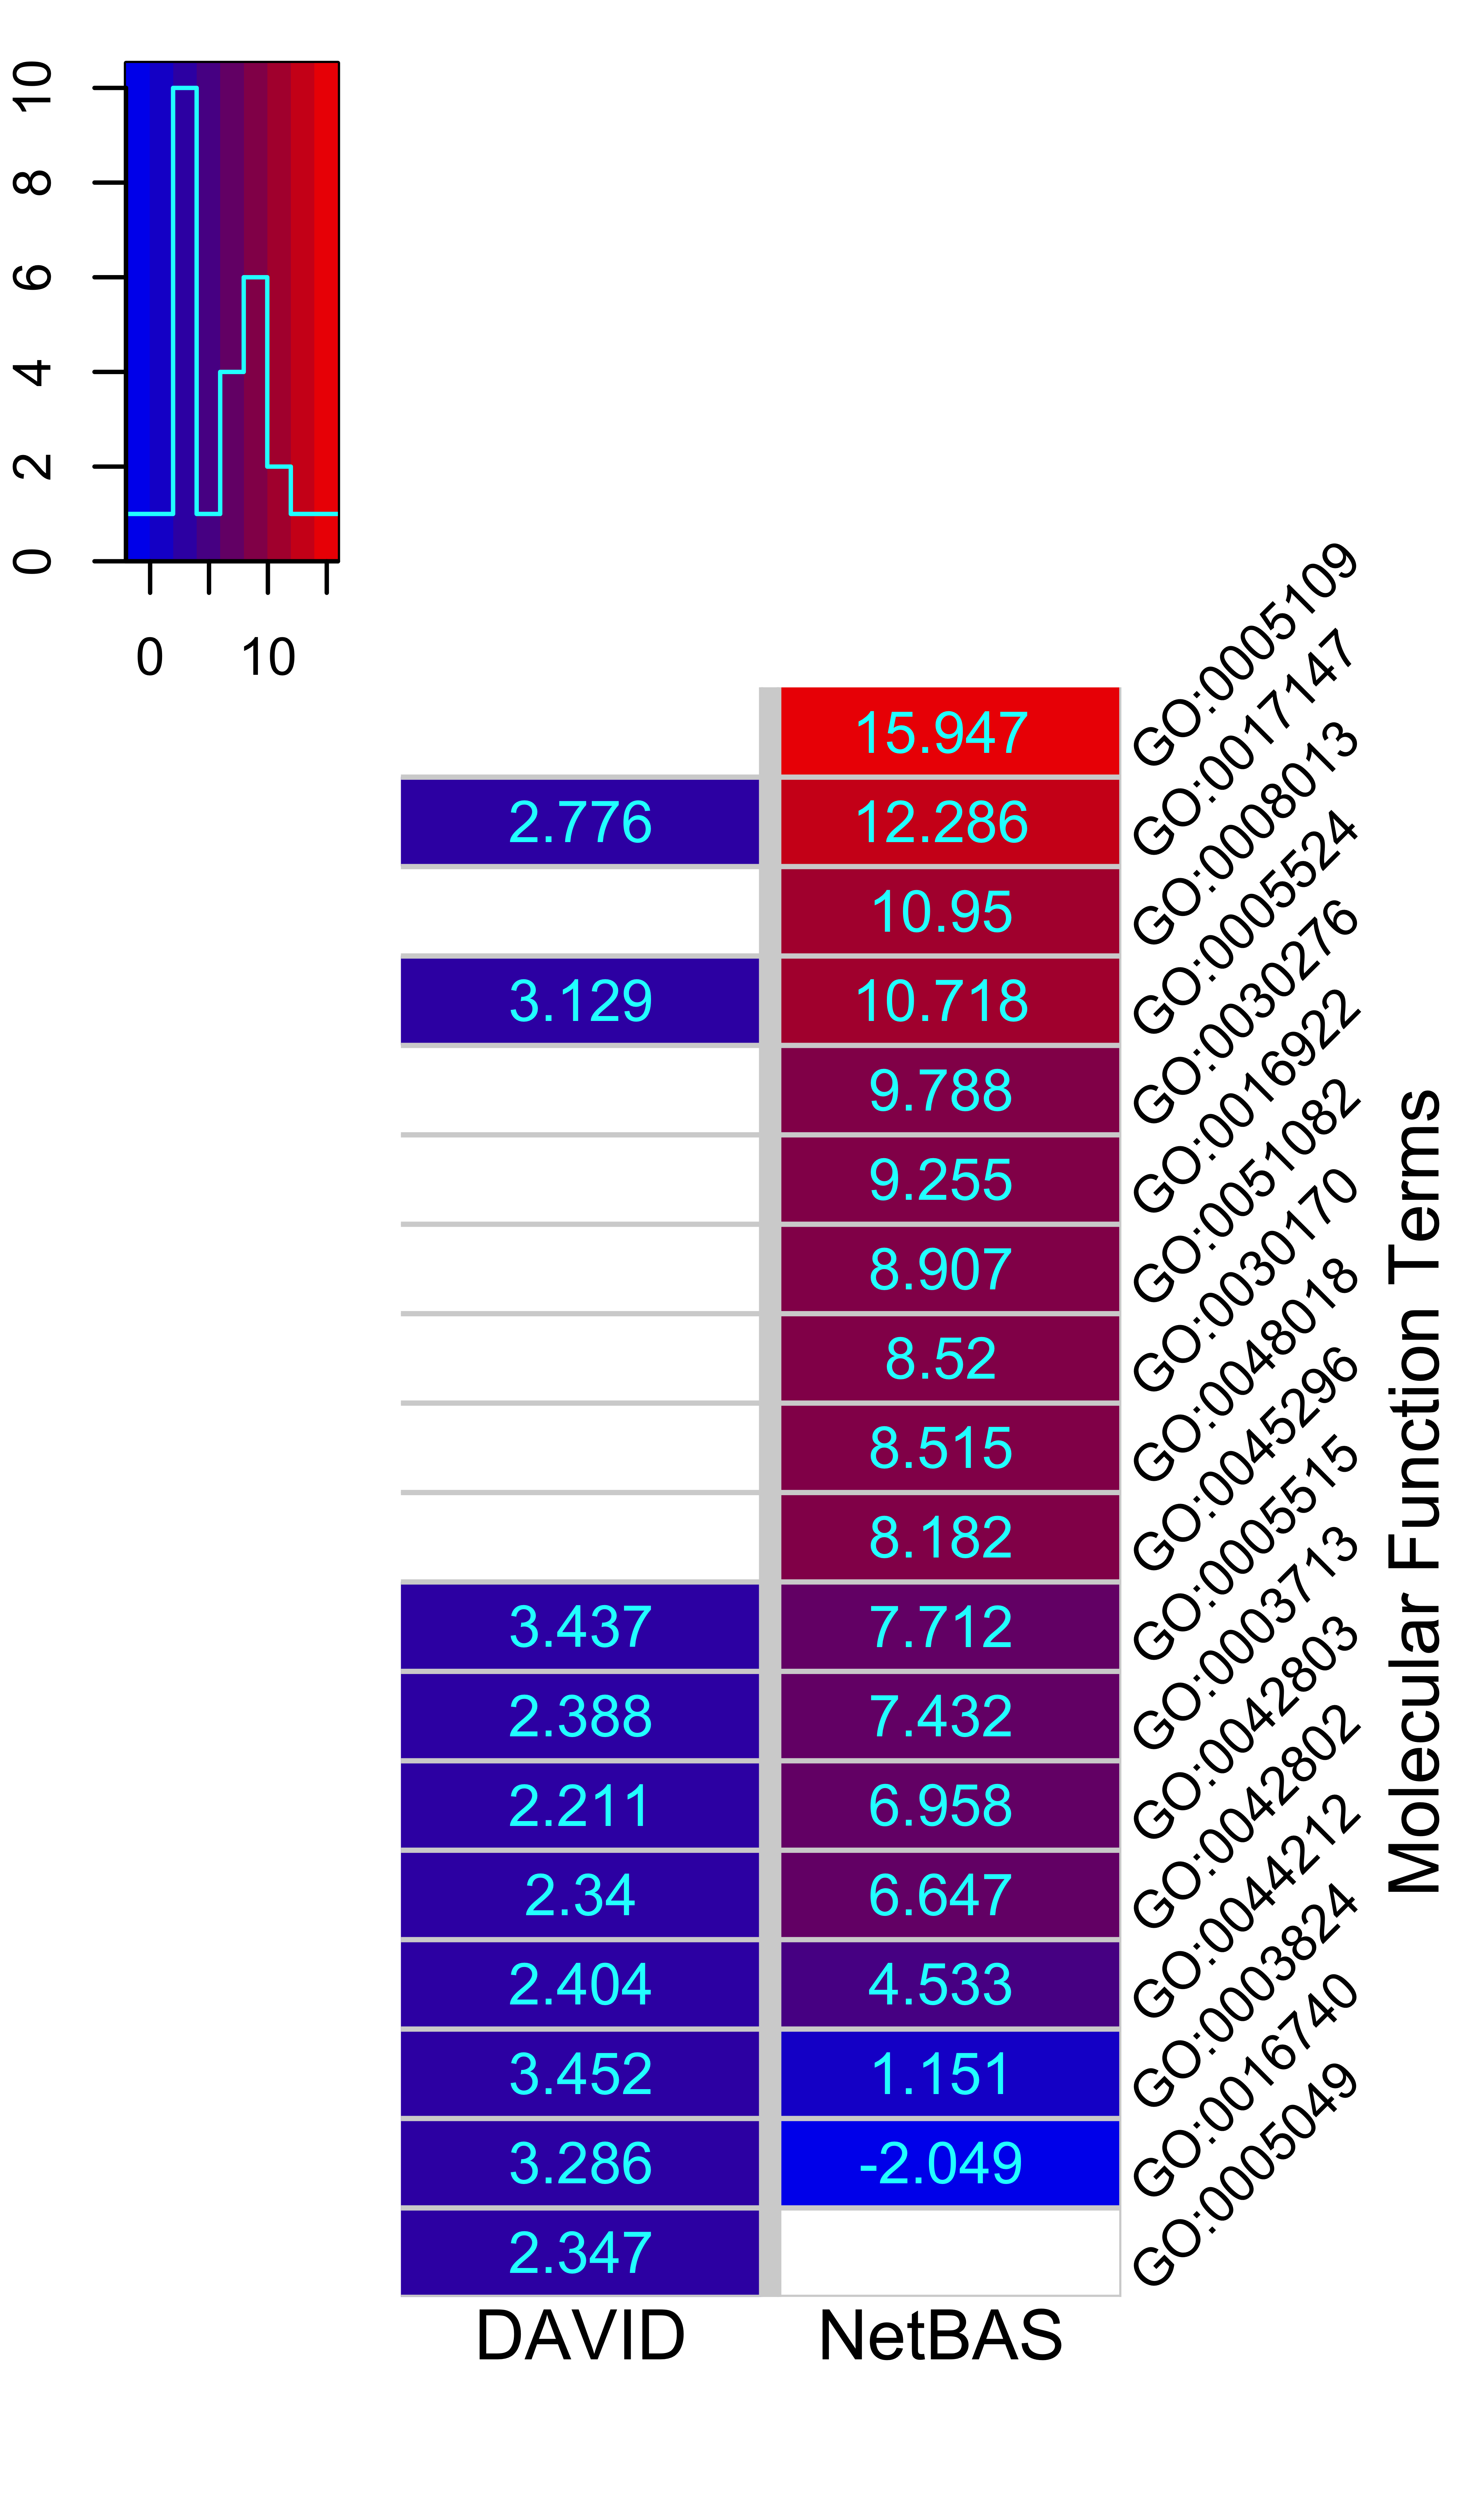 0 2 4 6 8 10
0 10
15.947 GO:0005109
2.776 12.286 GO:0017147
10.95 GO:0008013
3.129 10.718 GO:0005524
9.788 GO:0030276
9.255 GO:0016922
8.907 GO:0051082
8.52 GO:0030170
8.515 GO:0048018
8.182 GO:0045296
3.437 7.712 GO:0005515
2.388 7.432 GO:0003713
2.211 6.958 GO:0042803
2.34 6.647 GO:0042802
2.404 4.533 GO:0044212
3.452 1.151 GO:0003824
3.286 -2.049 GO:0016740
2.347 GO:0005049
DAVID NetBAS
Molecular Function Terms